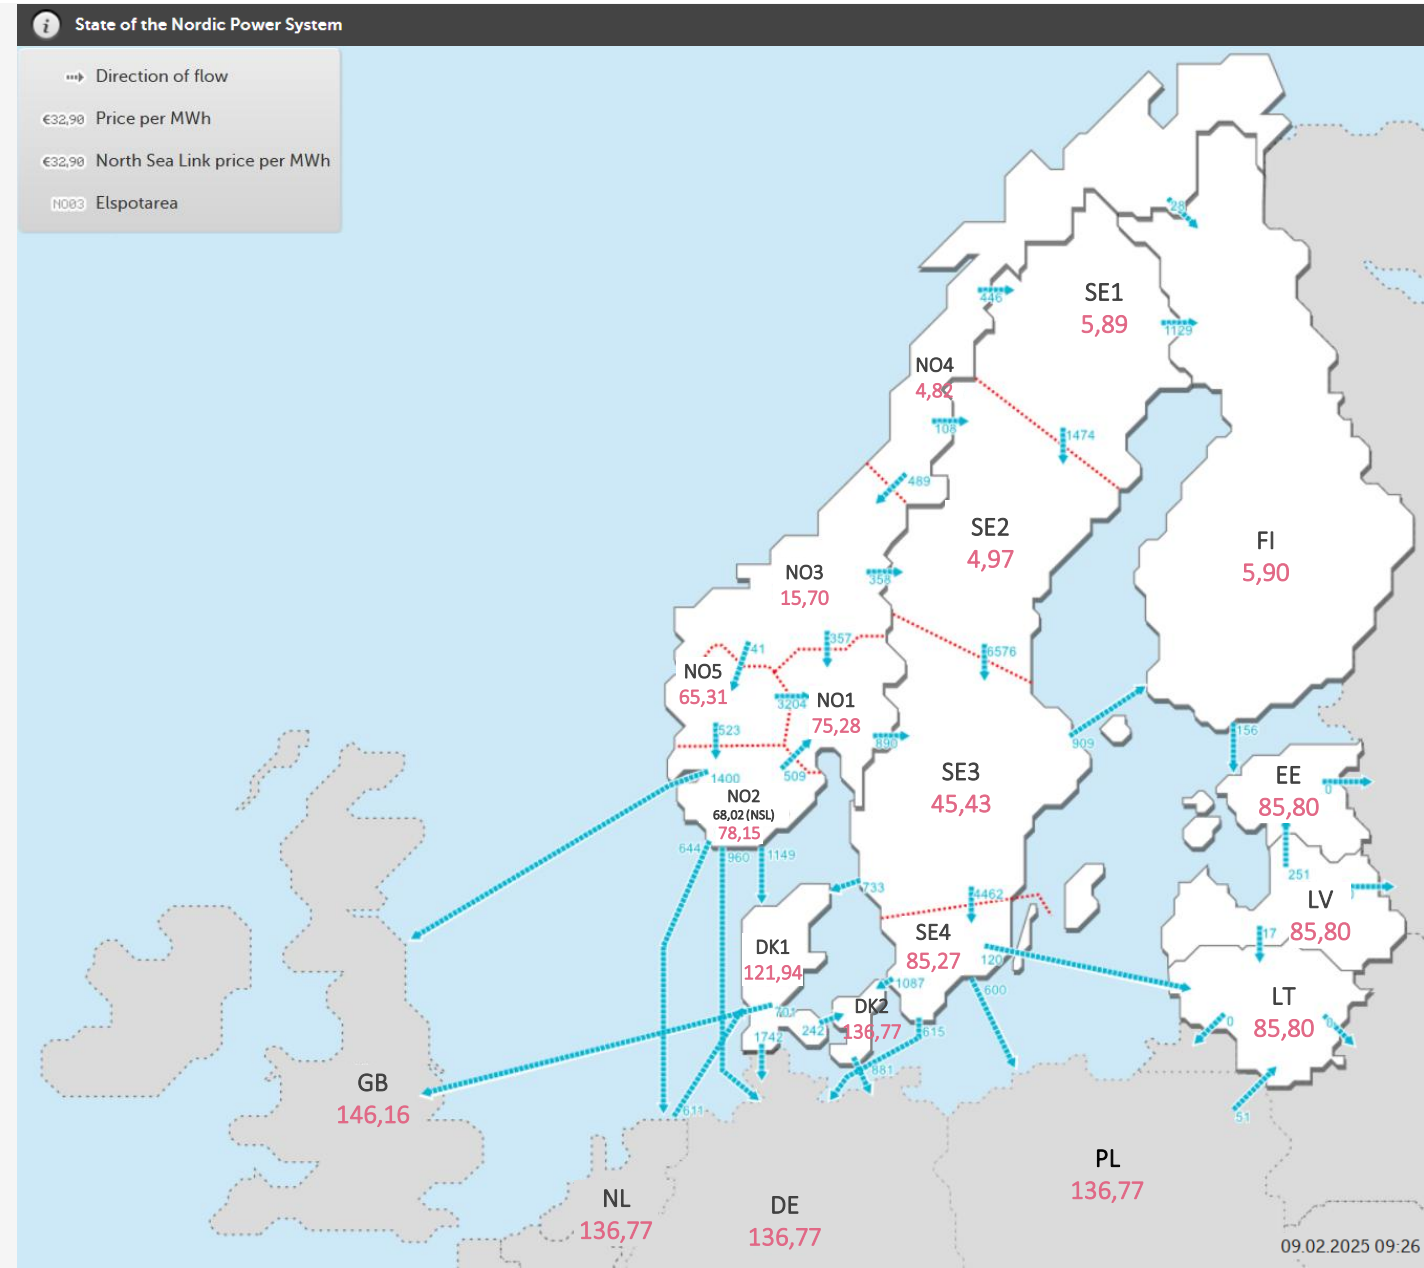 State of the Nordic Power System
Direction of flow
€32,90 Price per MWh
€32,90 North Sea Link price per MWh
NO03 Elspotarea
28
SE1
446
5,89
1129
NO4
4,82
108
1474
489
SE2
FI
4,97
5,90
NO3
358
15,70
357
41
6576
NO5
65,31
3204
NO1
75,28
523
890
909
156
1400
509
SE3
45,43
EE
85,80
0
NO2
68,02 (NSL)
78,15
644
960
1149
251
733
4462
LV
85,80
17
SE4
85,27
DK1
121,94
120
1087
600
LT
85,80
0
0
701
DK2
136,77
242
1742
615
881
GB
146,16
611
51
PL
136,77
NL
136,77
DE
136,77
09.02.2025 09:26